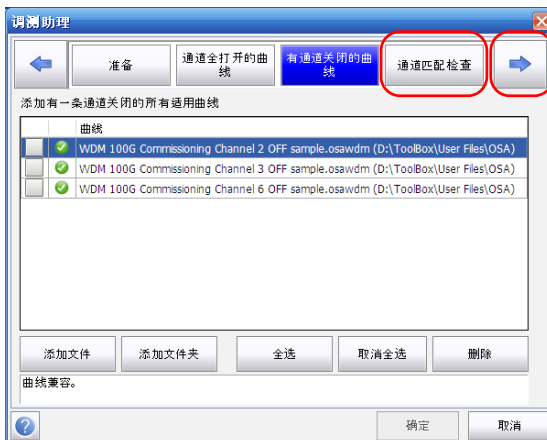 调测助理
准备
通道全打开的曲
线
有通道关闭的曲
线
通道匹配检查
添加有一条通道关闭的所有适用曲线
曲线
WDM 100G Commissioning Channel 2 OFF sample.osawdm (D:\ToolBox\User Files\OSA)
WDM 100G Commissioning Channel 3 OFF sample.osawdm (D:\ToolBox\User Files\OSA)
WDM 100G Commissioning Channel 6 OFF sample.osawdm (D:\ToolBox\User Files\OSA)
添加文件 添加文件夹 全选 取消全选 删除
曲线兼容。
确定 取消